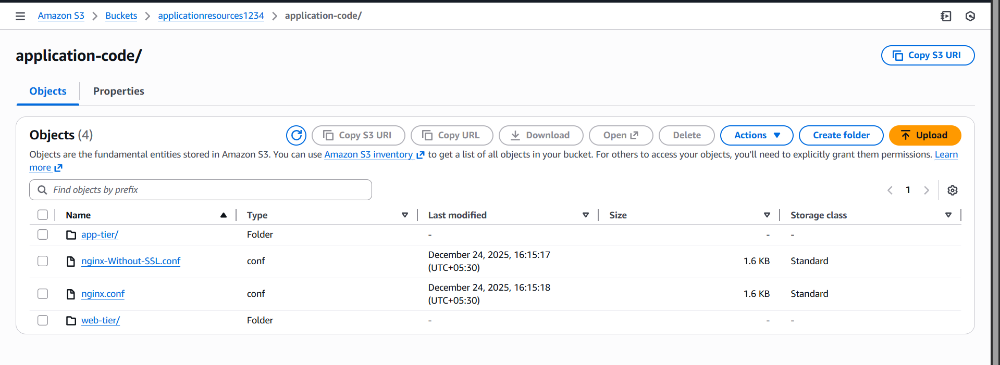 Amazon S3 > Buckets > applicationresources1234 > application-code/
application-code/
Copy S3 URI
Objects
Properties
Objects (4)
Copy S3 URI
Copy URL
Download
Open
Delete
Actions
Create folder
Upload
Objects are the fundamental entities stored in Amazon S3. You can use Amazon S3 inventory to get a list of all objects in your bucket. For others to access your objects, you'll need to explicitly grant them permissions. Learn
more
Find objects by prefix
1
Name Type Last modified Size Storage class
app-tier/ Folder - - -
nginx-Without-SSL.conf conf December 24, 2025, 16:15:17 (UTC+05:30) 1.6 KB Standard
nginx.conf conf December 24, 2025, 16:15:18 (UTC+05:30) 1.6 KB Standard
web-tier/ Folder - - -